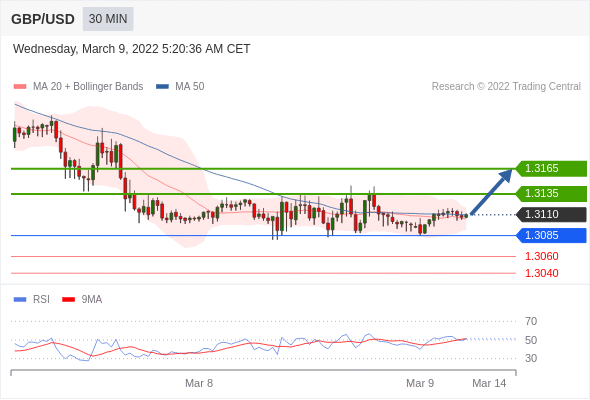 GBP/USD 30 MIN
Wednesday, March 9, 2022 5:20:36 AM CET
MA 20 + Bollinger Bands MA 50 Research © 2022 Trading Central
1.3165
1.3135
1.3110
1.3085
1.3060
1.3040
RSI 9MA
70
50
30
Mar 8 Mar 9 Mar 14